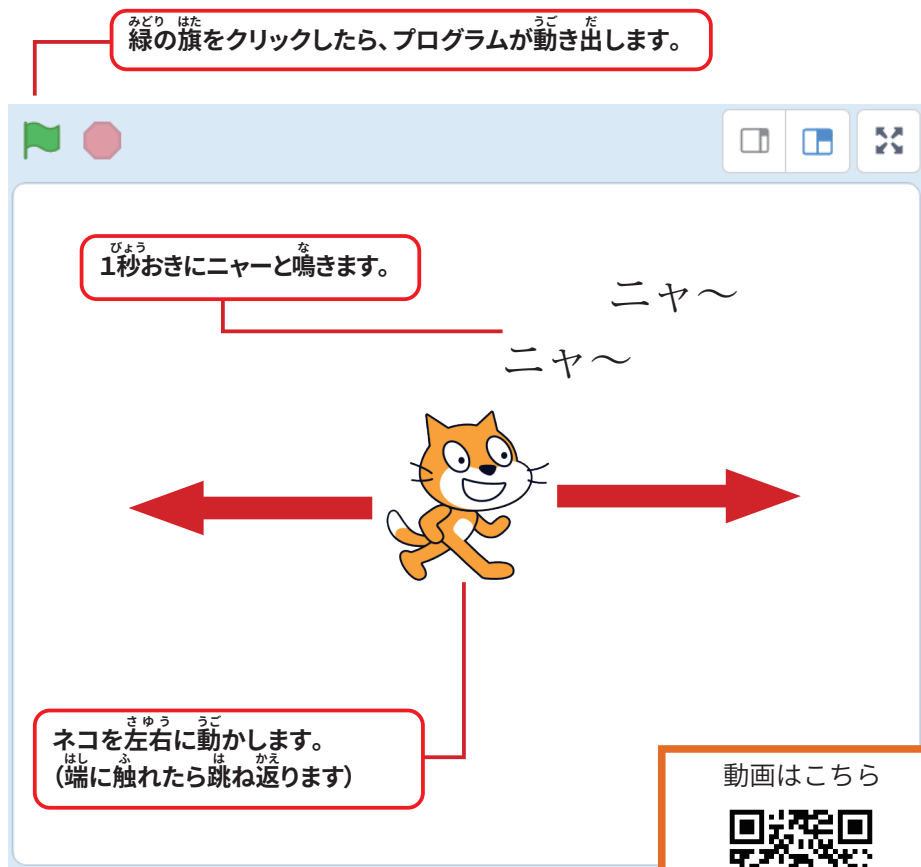 緑の旗をクリックしたら、プログラムが動き出します。
1秒おきにニャーと鳴きます。
ニャ〜
ニャ〜
ネコを左右に動かします。
（端に触れたら跳ね返ります）
動画はこちら